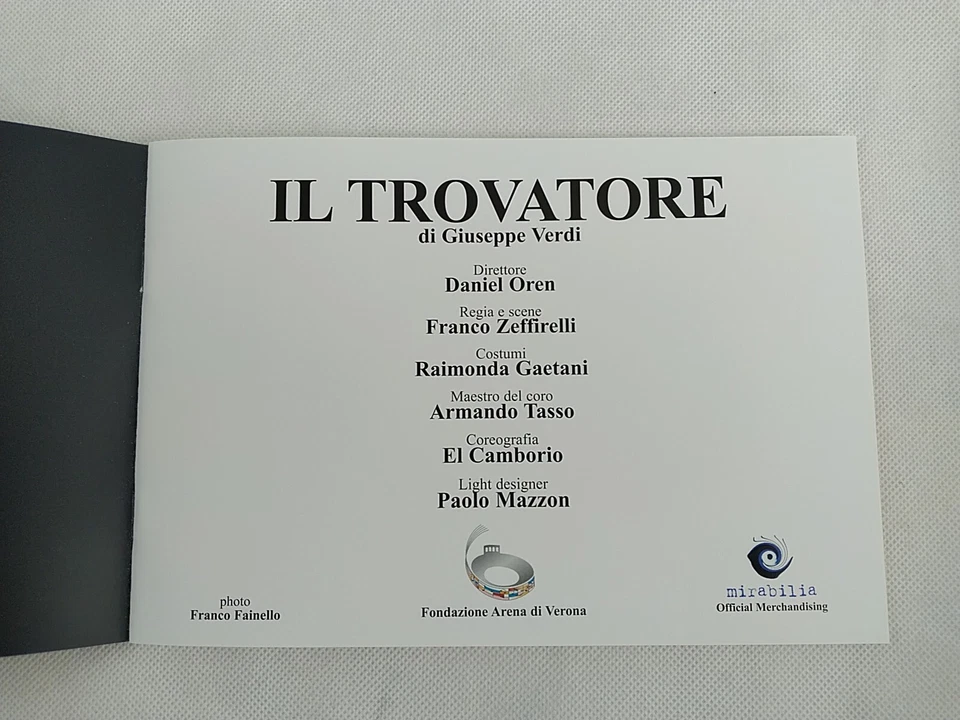 IL TROVATORE
di Giuseppe Verdi
Direttore
Daniel Oren
Regia e scene
Franco Zeffirelli
Costumi
Raimonda Gaetani
Maestro del coro
Armando Tasso
Coreografia
El Camborio
Light designer
Paolo Mazzon
photo
Franco Fainello
Fondazione Arena di Verona
mirabilia
Official Merchandising